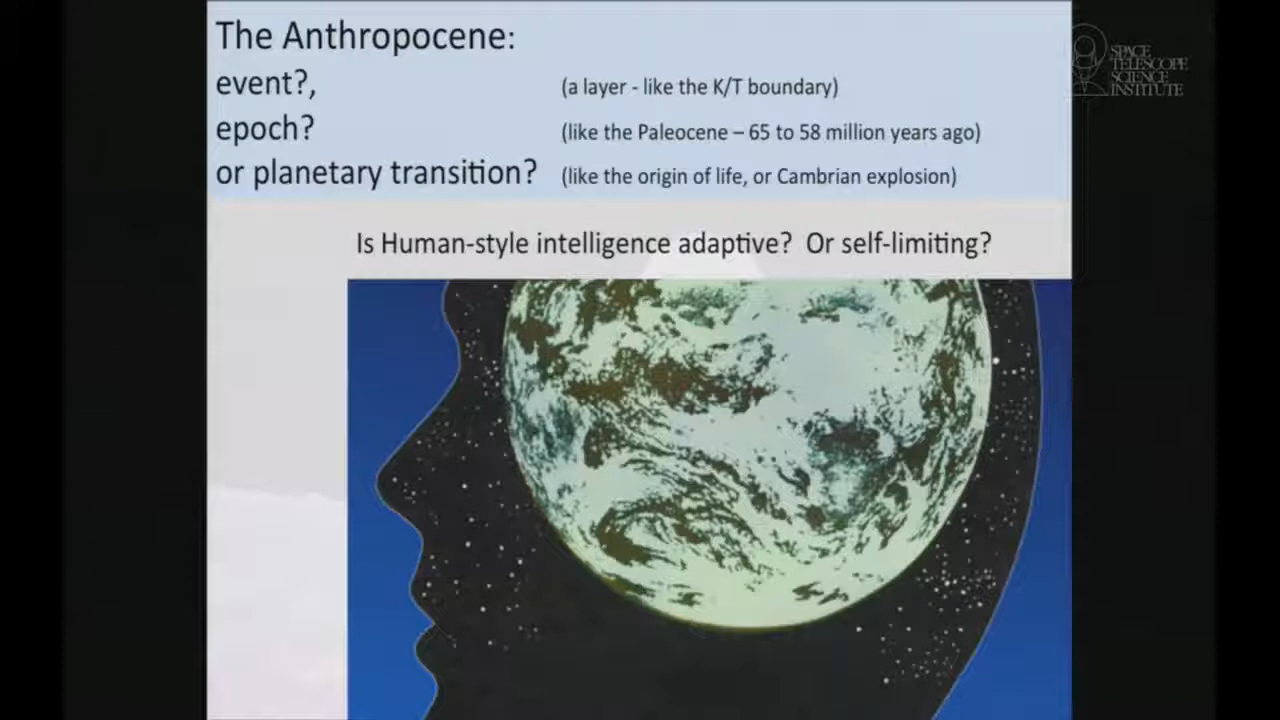 The Anthropocene:
event?, (a layer - like the K/T boundary)
epoch? (like the Paleocene – 65 to 58 million years ago)
or planetary transition? (like the origin of life, or Cambrian explosion)
Is Human-style intelligence adaptive? Or self-limiting?
SPACE
TELESCOPE
SCIENCE
INSTITUTE